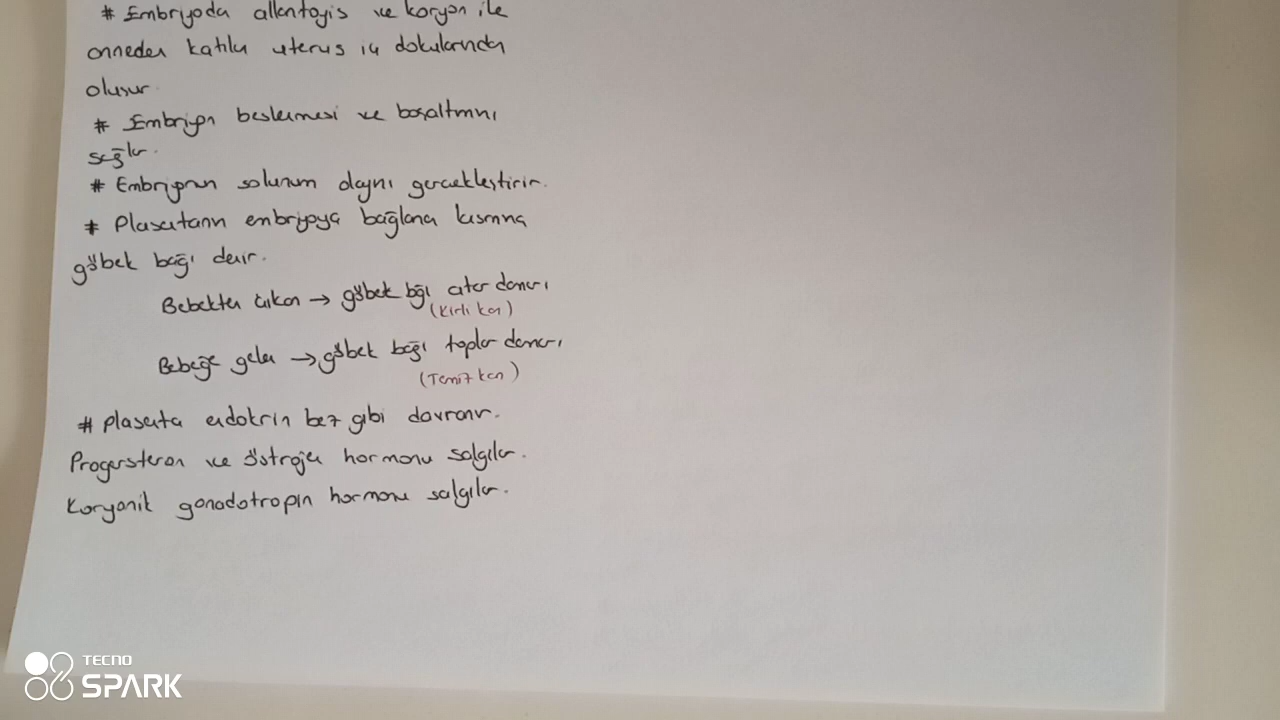 # Embriyoda allantoyis ve koryon ile
anneden katılan uterus iç dokularından
oluşur.
# Embriyon beslenmesi ve boşaltımını
sağlar.
# Embriyonun solunum olayını gerçekleştirir.
# Plasentanın embriyoya bağlanan kısmına
göbek bağı denir.
Bebekten çıkan → göbek bağı atar damarı
(Kirli kan)
Bebeğe gelen → göbek bağı toplar damarı
(Temiz kan)
# Plasenta endokrin bez gibi davranır.
Progesteron ve östrojen hormonu salgılar.
Koryonik gonadotropin hormonu salgılar.
TECNO
SPARK